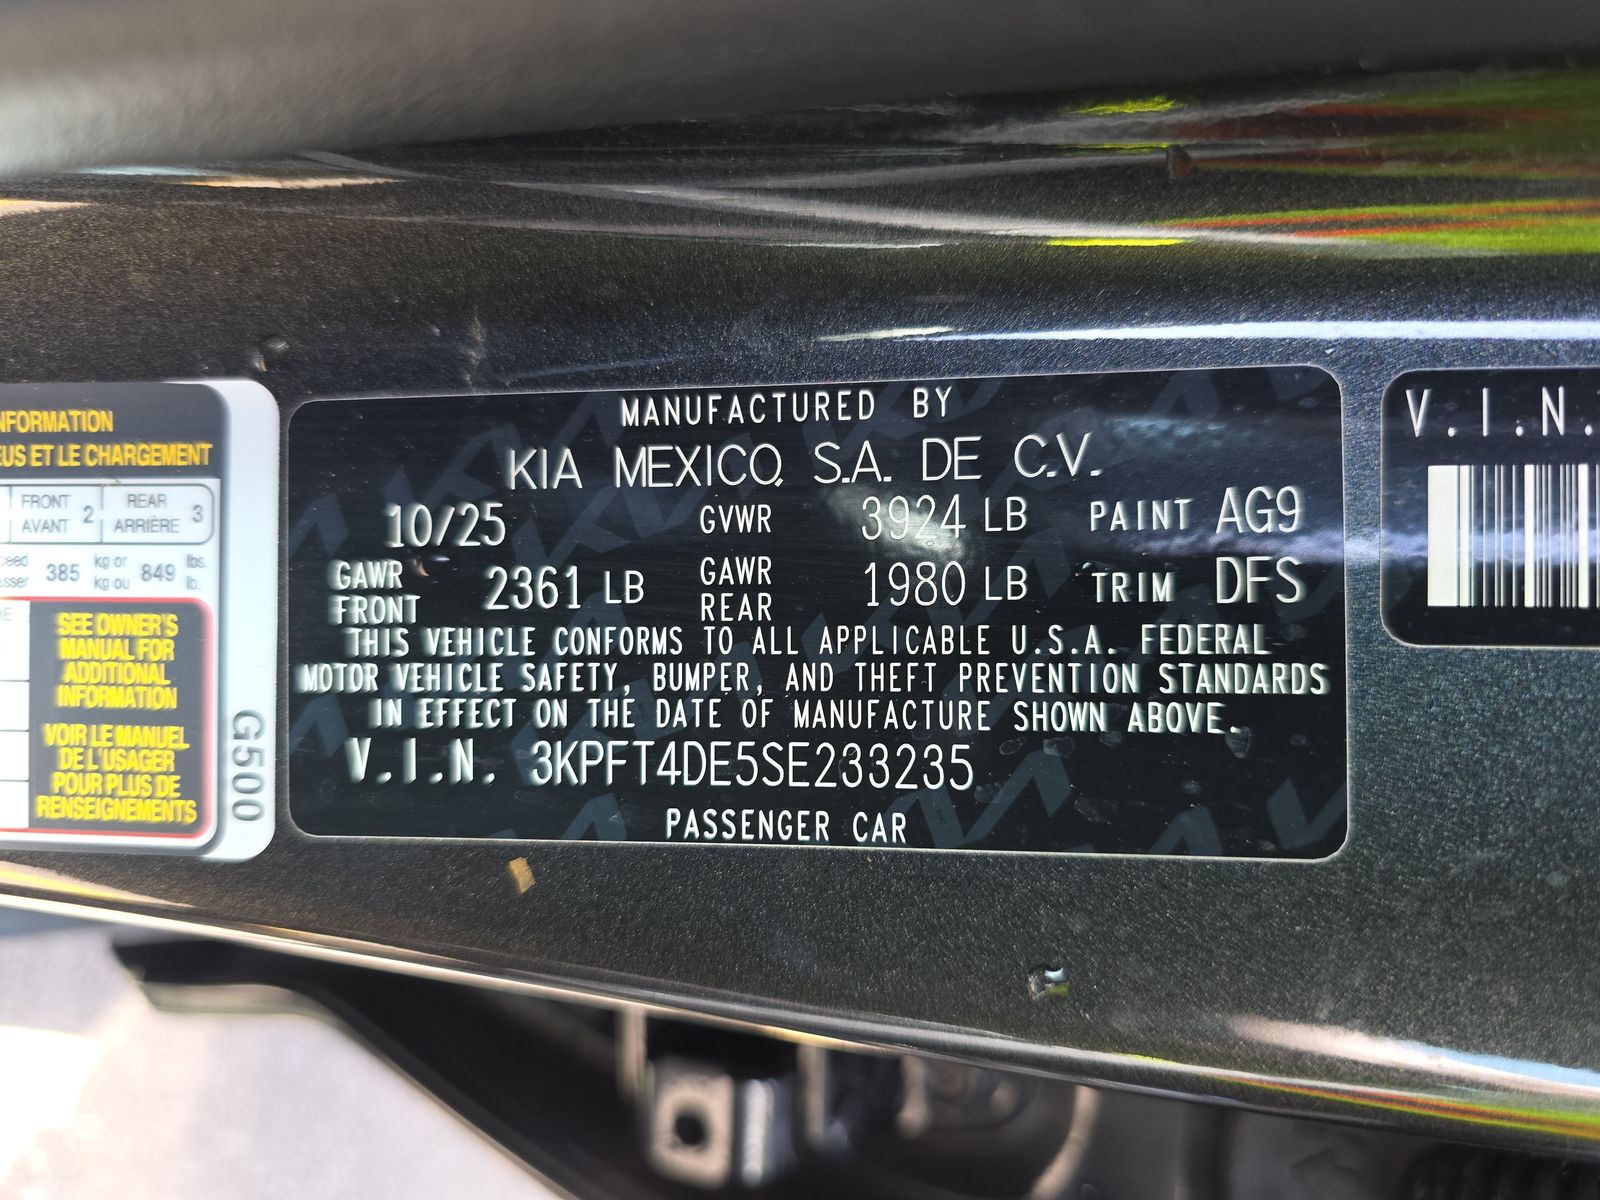 NFORMATION
EUS ET LE CHARGEMENT
FRONT AVANT 2 REAR ARRIÈRE 3
385 kg or kg ou 849 lbs. lb.
SEE OWNER'S
MANUAL FOR
ADDITIONAL
INFORMATION
VOIR LE MANUEL
DE L'USAGER
POUR PLUS DE
RENSEIGNEMENTS
G500
MANUFACTURED BY
KIA MEXICO, S.A. DE C.V.
10/25 GVWR 3924 LB PAINT AG9
GAWR FRONT 2361 LB GAWR REAR 1980 LB TRIM DFS
THIS VEHICLE CONFORMS TO ALL APPLICABLE U.S.A. FEDERAL
MOTOR VEHICLE SAFETY, BUMPER, AND THEFT PREVENTION STANDARDS
IN EFFECT ON THE DATE OF MANUFACTURE SHOWN ABOVE.
V.I.N. 3KPFT4DE5SE233235
PASSENGER CAR
V.I.N.